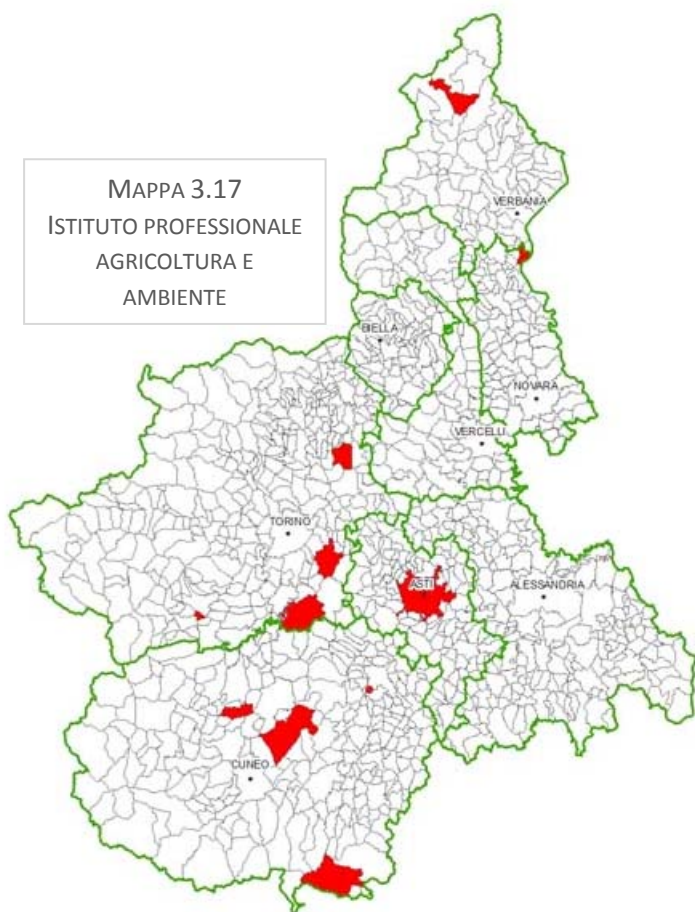 MAPPA 3.17
ISTITUTO PROFESSIONALE
AGRICOLTURA E
AMBIENTE
VERBANIA
BIELLA
NOVARA
VERCELLI
TORINO
ASTI
ALESSANDRIA
CUNEO